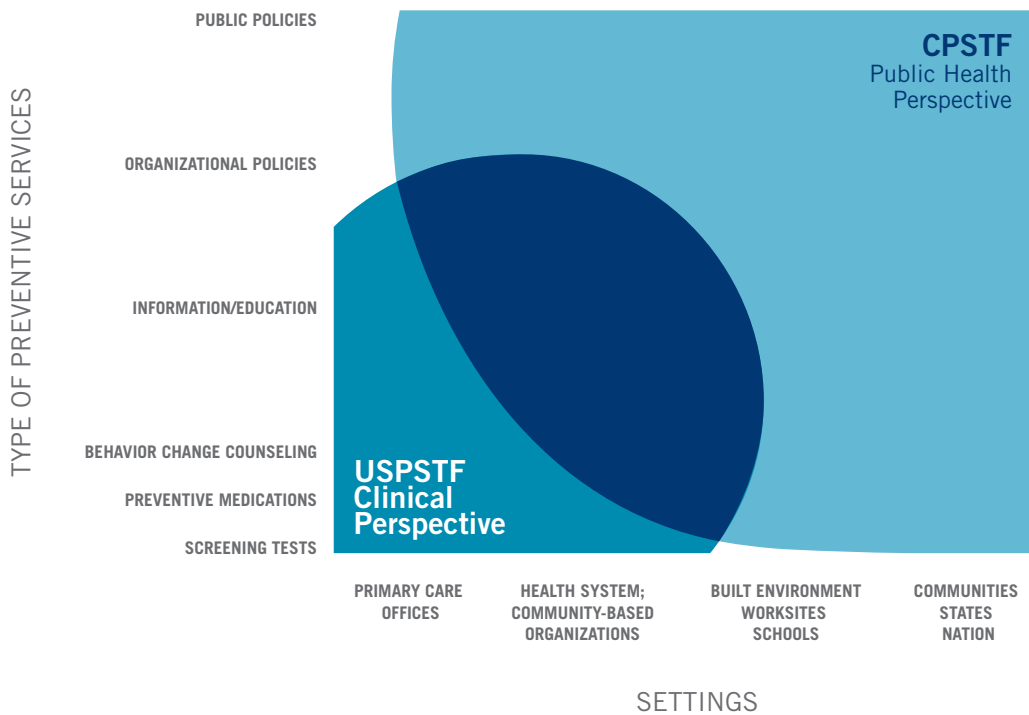 PUBLIC POLICIES
ORGANIZATIONAL POLICIES
INFORMATION/EDUCATION
BEHAVIOR CHANGE COUNSELING
PREVENTIVE MEDICATIONS
SCREENING TESTS
TYPE OF PREVENTIVE SERVICES
CPSTF
Public Health
Perspective
USPSTF
Clinical
Perspective
PRIMARY CARE
OFFICES
HEALTH SYSTEM;
COMMUNITY-BASED
ORGANIZATIONS
BUILT ENVIRONMENT
WORKSITES
SCHOOLS
COMMUNITIES
STATES
NATION
SETTINGS